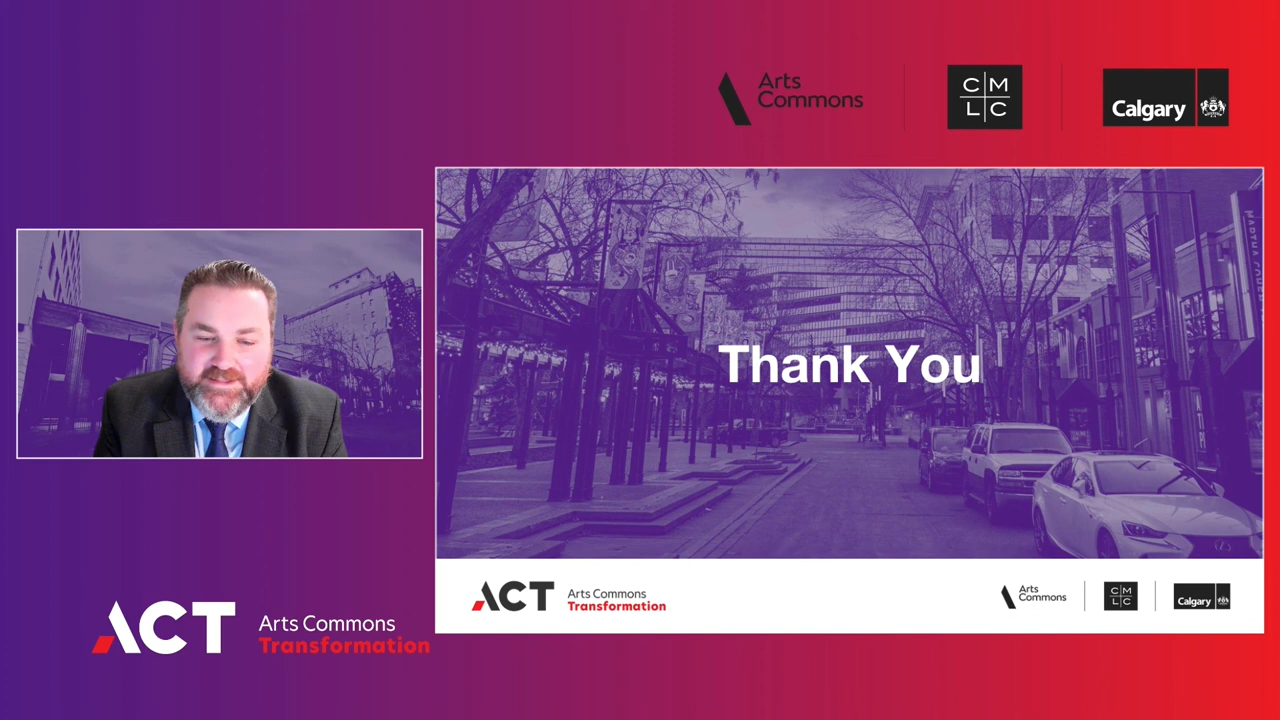 Arts
Commons
C M
L C
Calgary
Thank You
ACT
Arts Commons
Transformation
Arts
Commons
C M
L C
Calgary
ACT
Arts Commons
Transformation